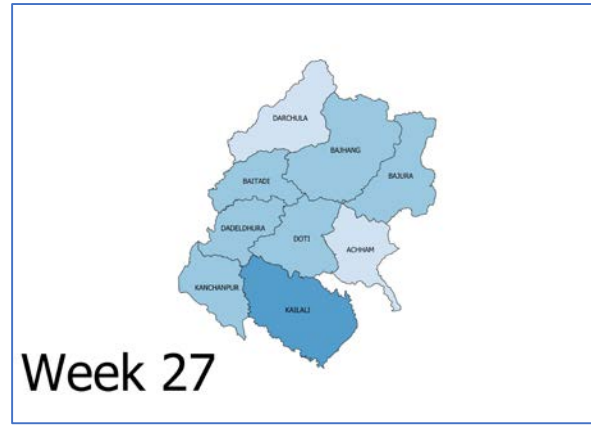 DARCHULA
BAJHANG
BAJURA
BAITADI
DADELDHURA
DOTI
ACHHAM
KANCHANPUR
KAILALI
Week 27